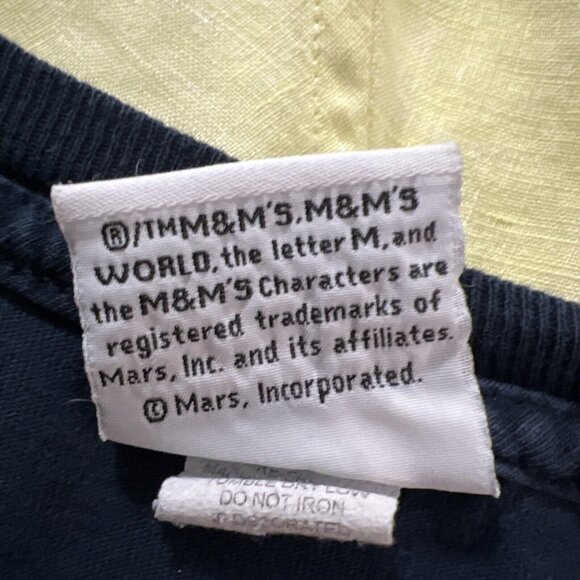 ®/TMM&M'S, M&M'S
WORLD, the letter M, and
the M&M'S Characters are
registered trademarks of
Mars, Inc. and its affiliates.
© Mars, Incorporated.
TUMBLE DRY LOW
DO NOT IRON